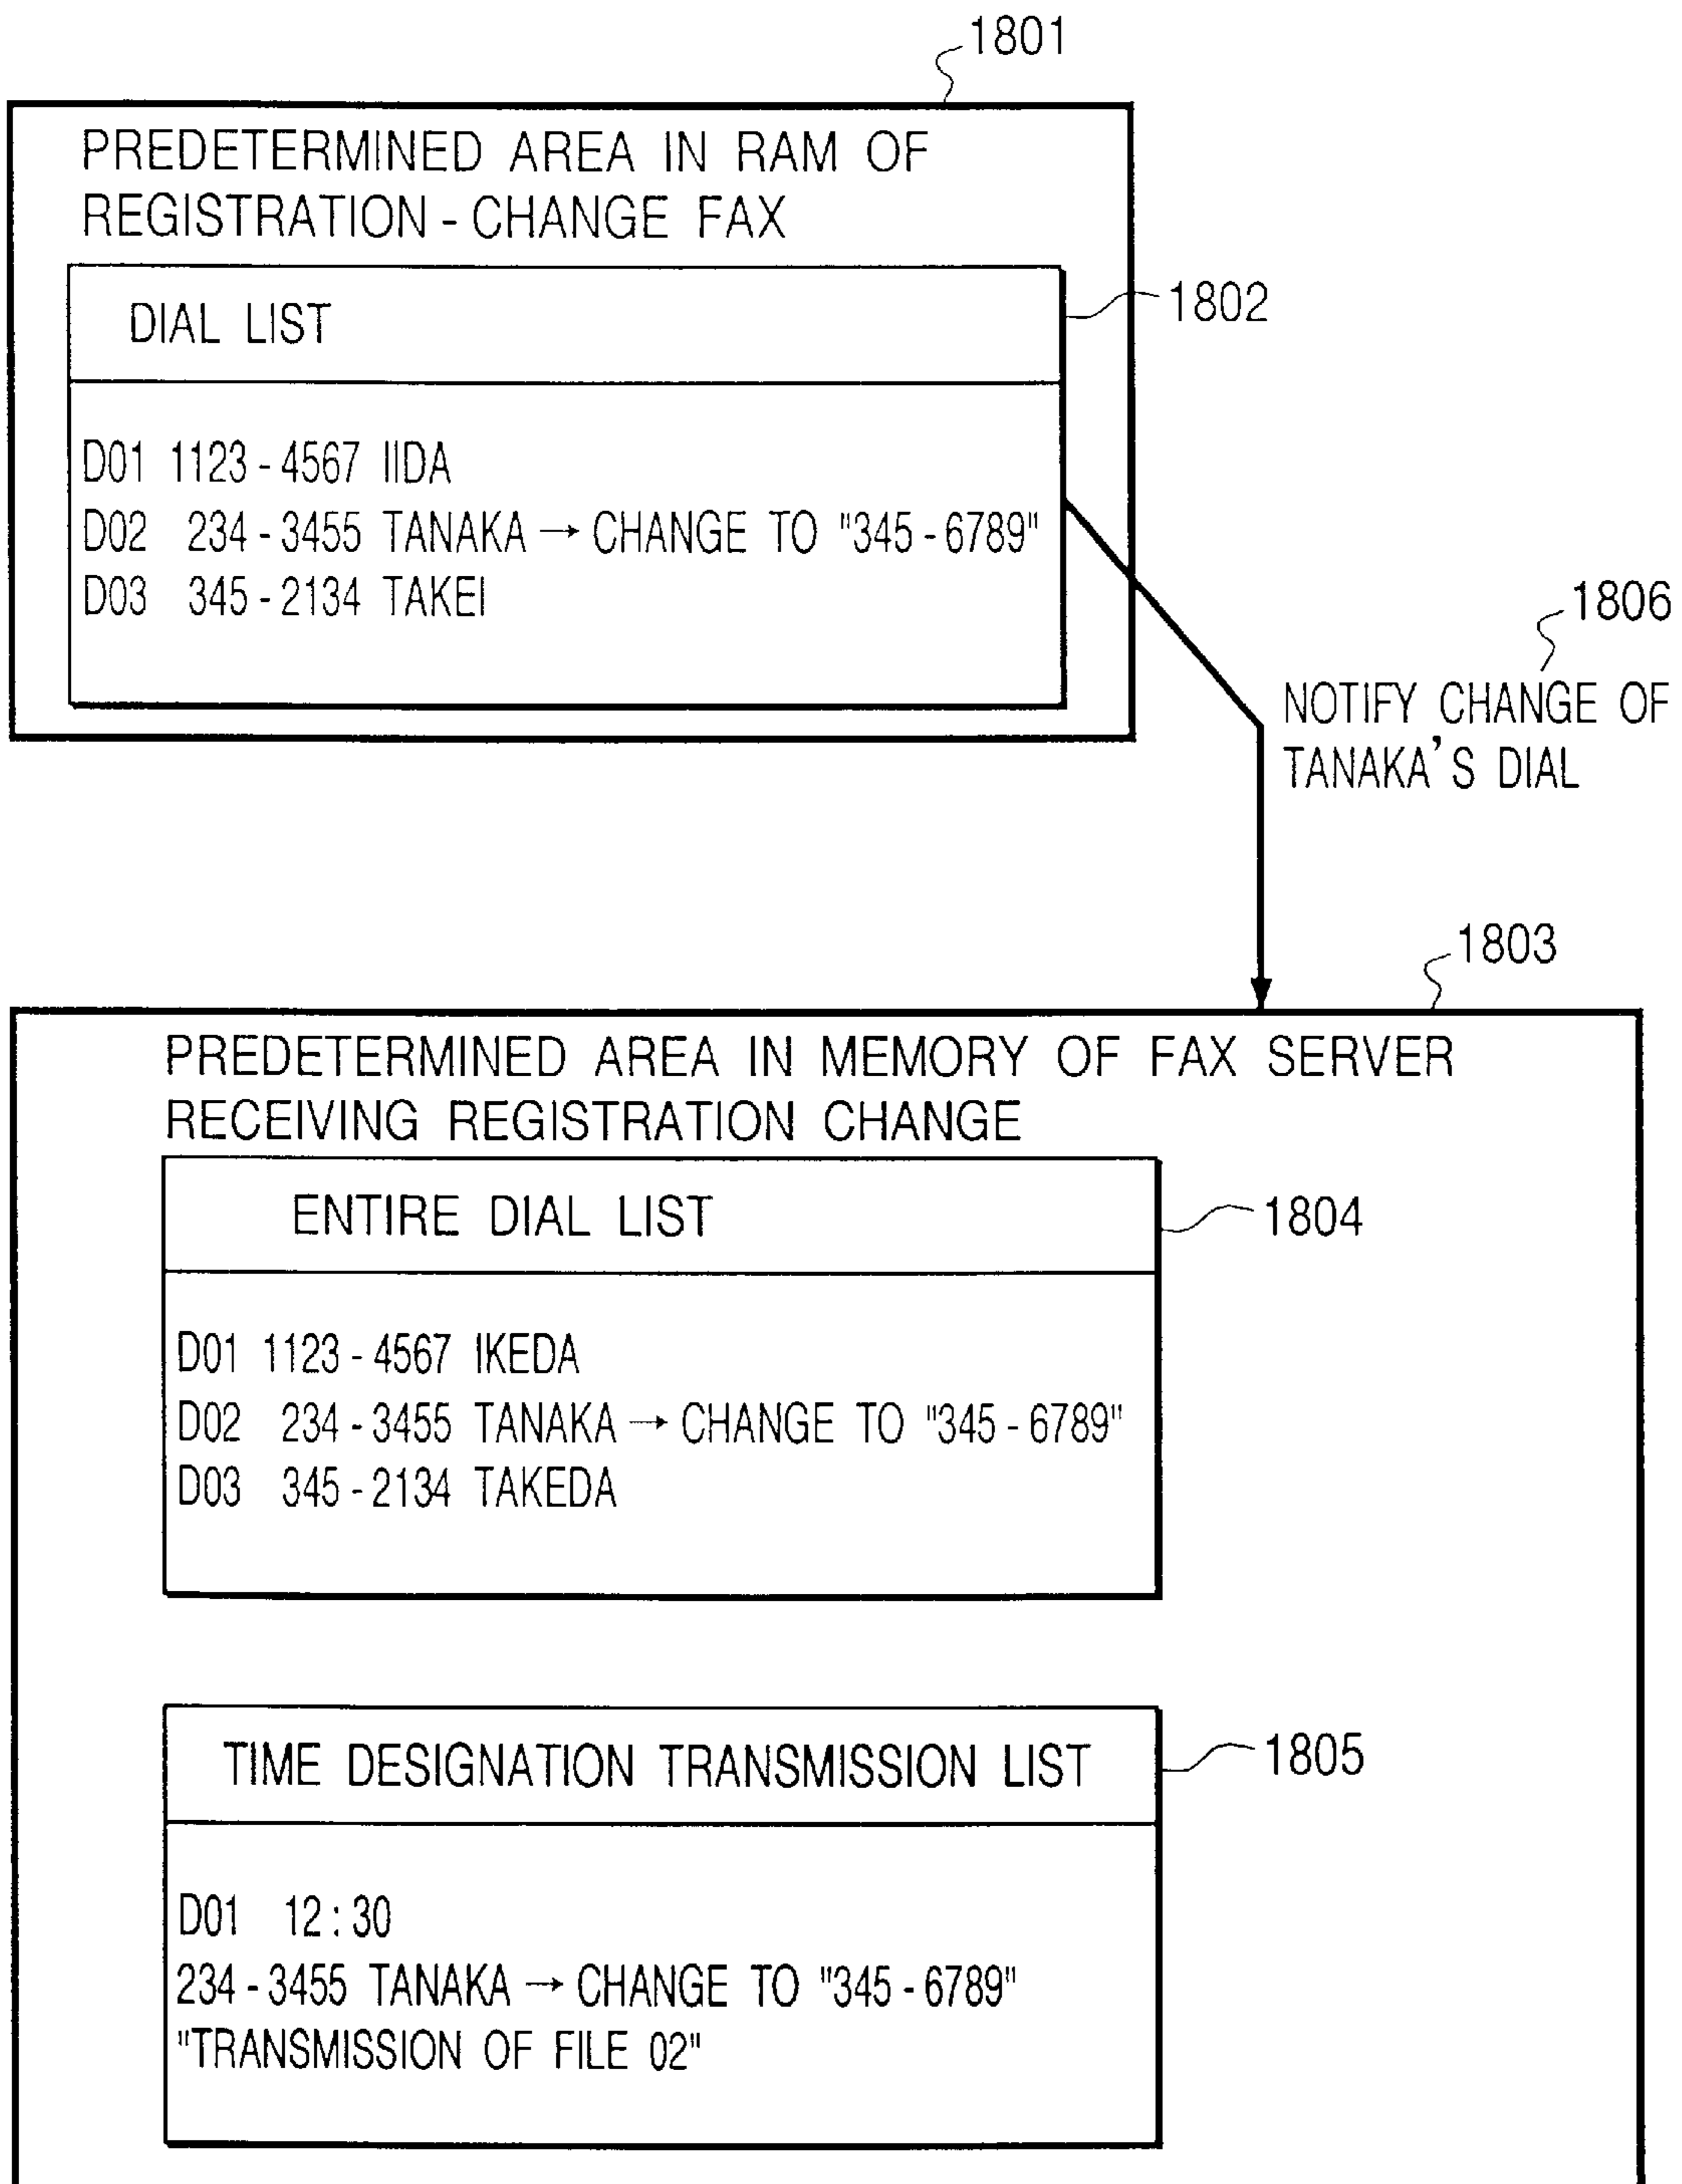 1801
PREDETERMINED AREA IN RAM OF
REGISTRATION - CHANGE FAX
DIAL LIST
1802
D01 1123 - 4567 IIDA
D02 234 - 3455 TANAKA → CHANGE TO "345 - 6789"
D03 345 - 2134 TAKEI
1806
NOTIFY CHANGE OF
TANAKA'S DIAL
1803
PREDETERMINED AREA IN MEMORY OF FAX SERVER
RECEIVING REGISTRATION CHANGE
ENTIRE DIAL LIST
1804
D01 1123 - 4567 IKEDA
D02 234 - 3455 TANAKA → CHANGE TO "345 - 6789"
D03 345 - 2134 TAKEDA
TIME DESIGNATION TRANSMISSION LIST
1805
D01 12 : 30
234 - 3455 TANAKA → CHANGE TO "345 - 6789"
"TRANSMISSION OF FILE 02"